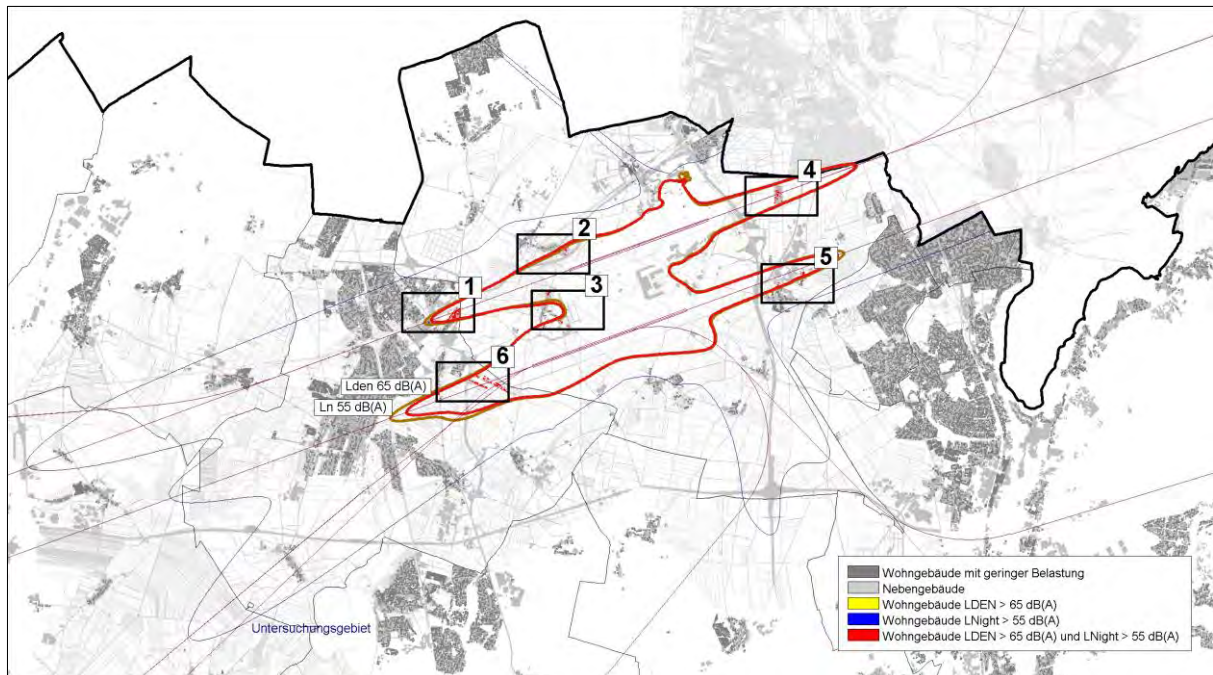 4
2
5
1
3
6
Lden 65 dB(A)
Ln 55 dB(A)
Untersuchungsgebiet
Wohngebäude mit geringer Belastung
Nebengebäude
Wohngebäude LDEN > 65 dB(A)
Wohngebäude LNight > 55 dB(A)
Wohngebäude LDEN > 65 dB(A) und LNight > 55 dB(A)